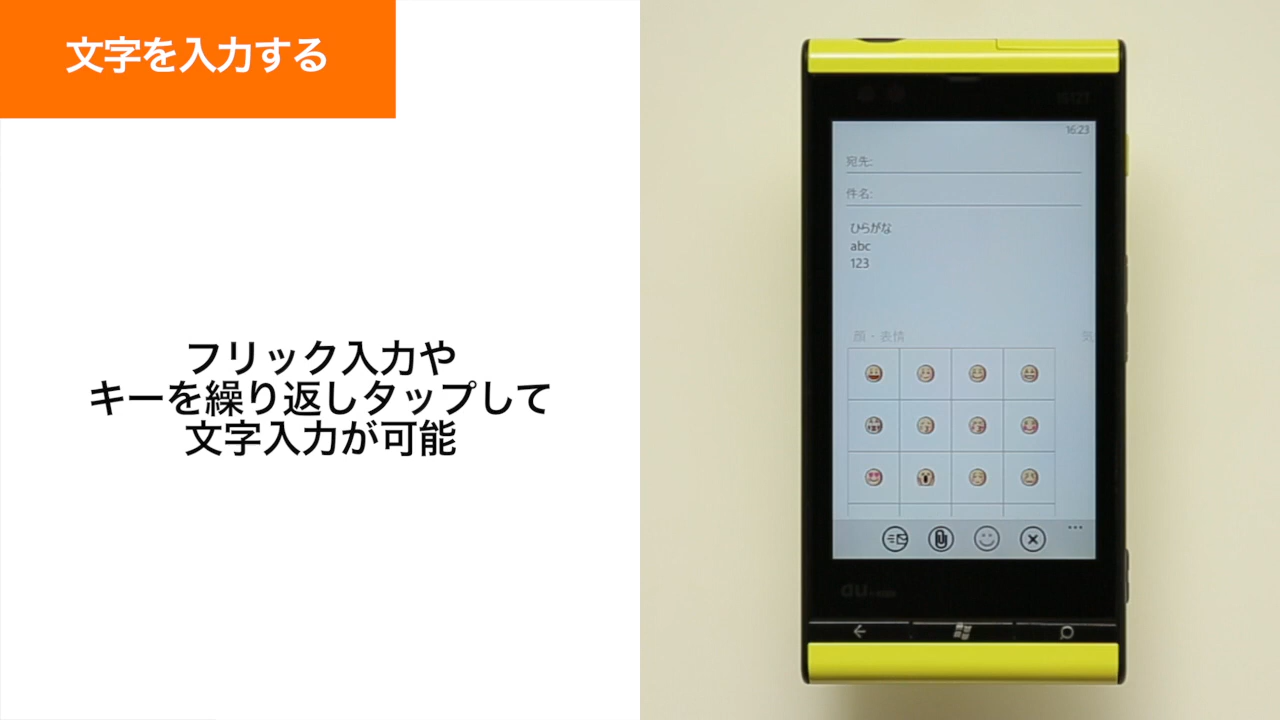 文字を入力する
フリック入力や
キーを繰り返しタップして
文字入力が可能
IS12T
16:23
宛先:
件名:
ひらがな
abc
123
顔・表情
気
au